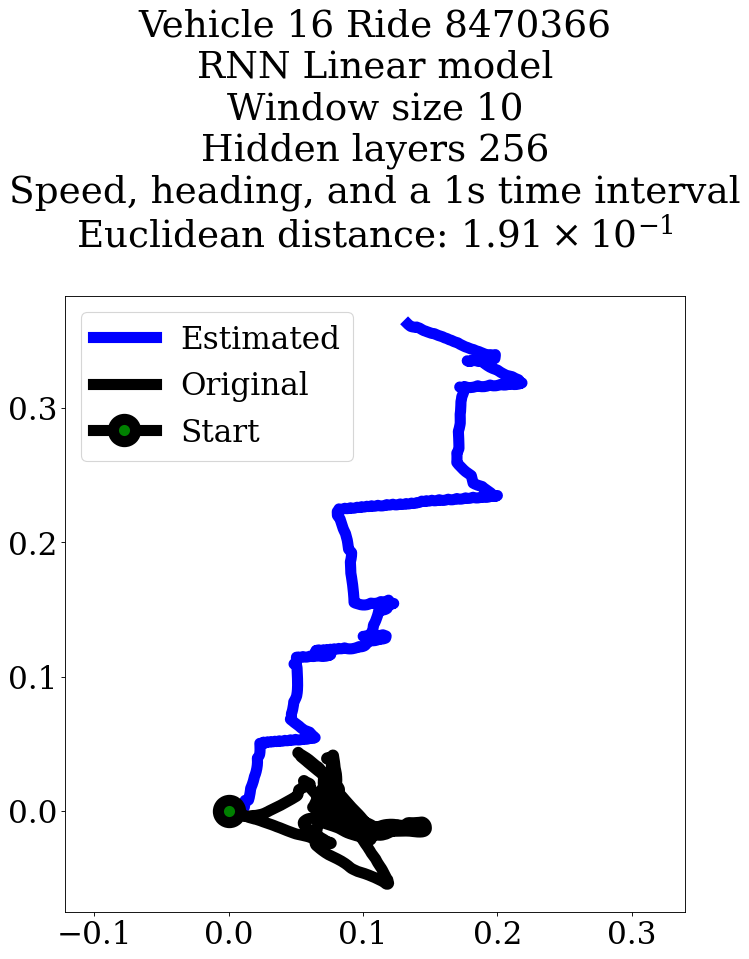 Vehicle 16 Ride 8470366
RNN Linear model
Window size 10
Hidden layers 256
Speed, heading, and a 1s time interval
Euclidean distance: 1.91 × 10⁻¹
Estimated
Original
Start
0.3
0.2
0.1
0.0
−0.1 0.0 0.1 0.2 0.3